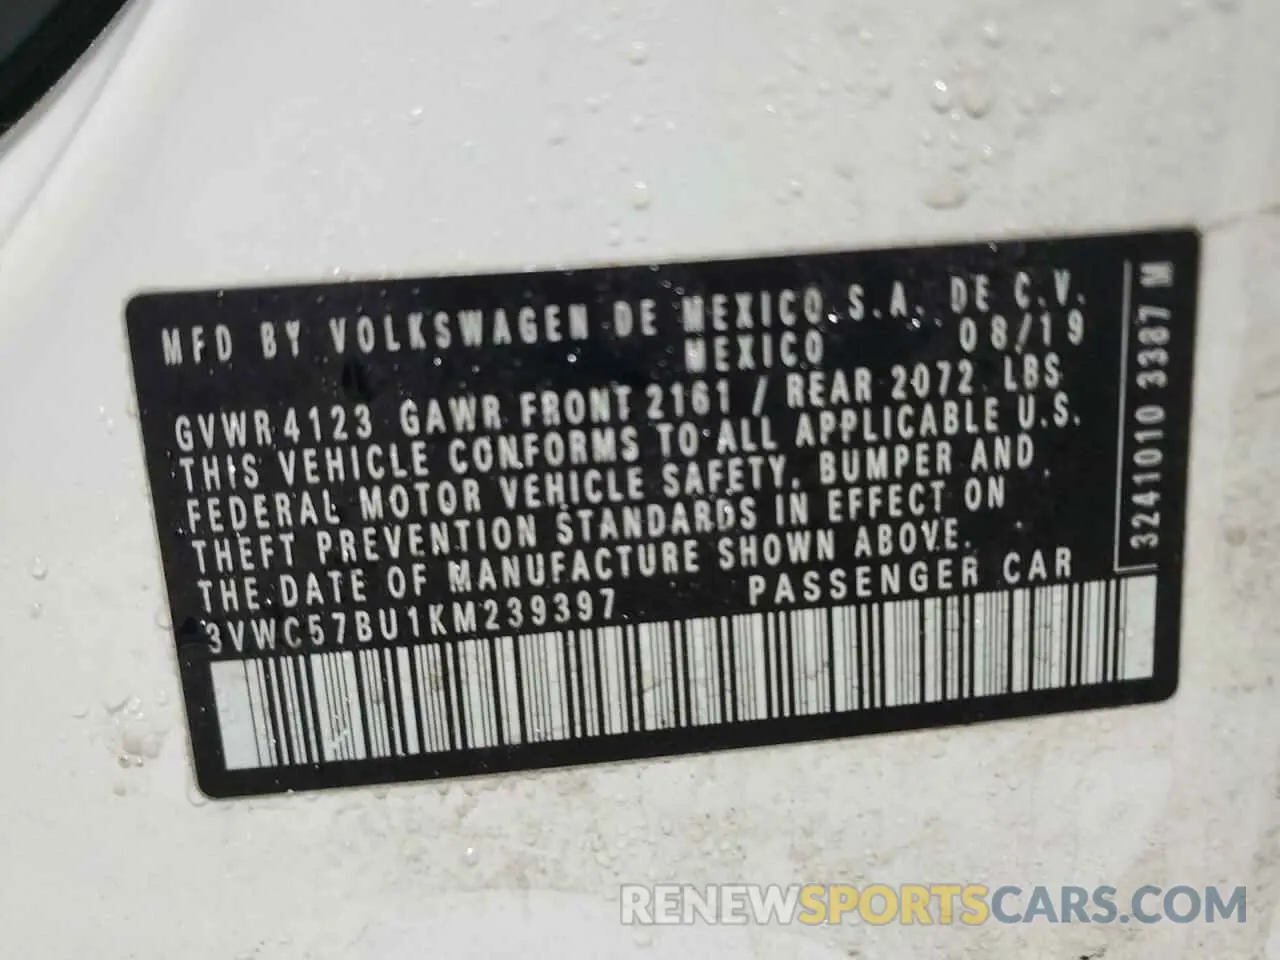 MFD BY VOLKSWAGEN DE MEXICO.S.A. DE C.V.
MEXICO 08/19
GVWR 4123 GAWR FRONT 2161 / REAR 2072 LBS
THIS VEHICLE CONFORMS TO ALL APPLICABLE U.S.
FEDERAL MOTOR VEHICLE SAFETY, BUMPER AND
THEFT PREVENTION STANDARDS IN EFFECT ON
THE DATE OF MANUFACTURE SHOWN ABOVE.
3VWC57BU1KM239397 PASSENGER CAR
3241010 3387 M
RENEWSPORTSCARS.COM